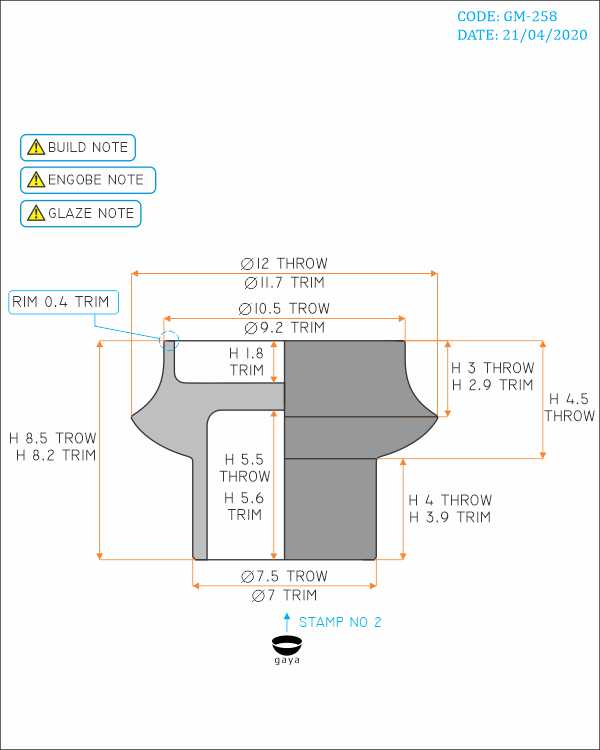 CODE: GM-258
DATE: 21/04/2020
BUILD NOTE
ENGOBE NOTE
GLAZE NOTE
Ø12 THROW
Ø11.7 TRIM
RIM 0.4 TRIM
Ø10.5 TROW
Ø9.2 TRIM
H 1.8
TRIM
H 3 THROW
H 2.9 TRIM
H 4.5
THROW
H 8.5 TROW
H 8.2 TRIM
H 5.5
THROW
H 5.6
TRIM
H 4 THROW
H 3.9 TRIM
Ø7.5 TROW
Ø7 TRIM
STAMP NO 2
gaya